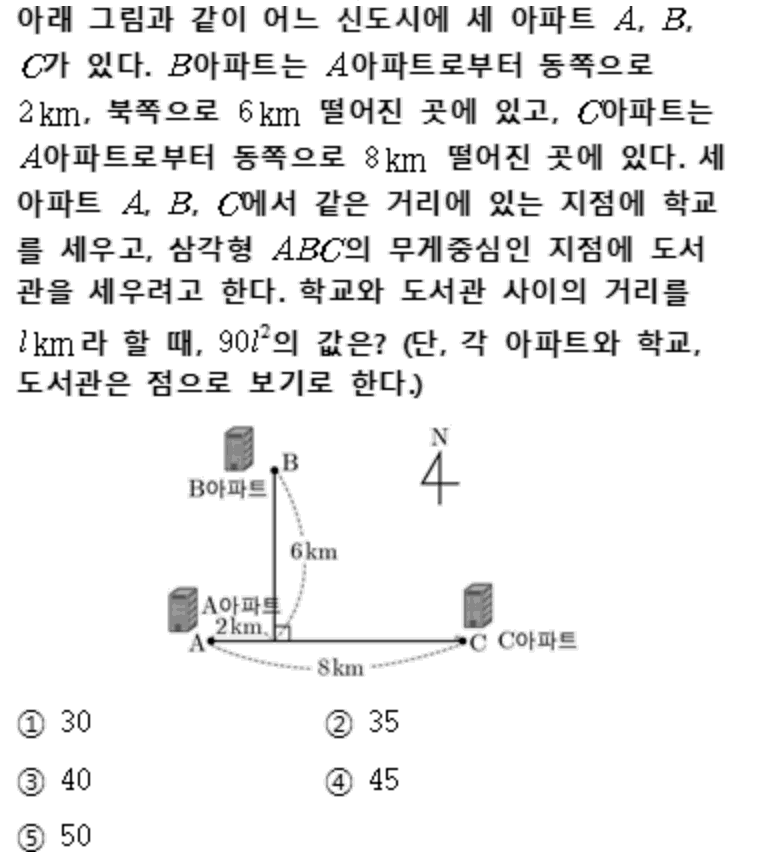 아래 그림과 같이 어느 신도시에 세 아파트 A, B,
C가 있다. B아파트는 A아파트로부터 동쪽으로
2km, 북쪽으로 6km 떨어진 곳에 있고, C아파트는
A아파트로부터 동쪽으로 8km 떨어진 곳에 있다. 세
아파트 A, B, C에서 같은 거리에 있는 지점에 학교
를 세우고, 삼각형 ABC의 무게중심인 지점에 도서
관을 세우려고 한다. 학교와 도서관 사이의 거리를
l km라 할 때, 90l²의 값은? (단, 각 아파트와 학교,
도서관은 점으로 보기로 한다.)
N
B
B아파트
6km
A아파트
2km
A
C C아파트
8km
① 30 ② 35
③ 40 ④ 45
⑤ 50